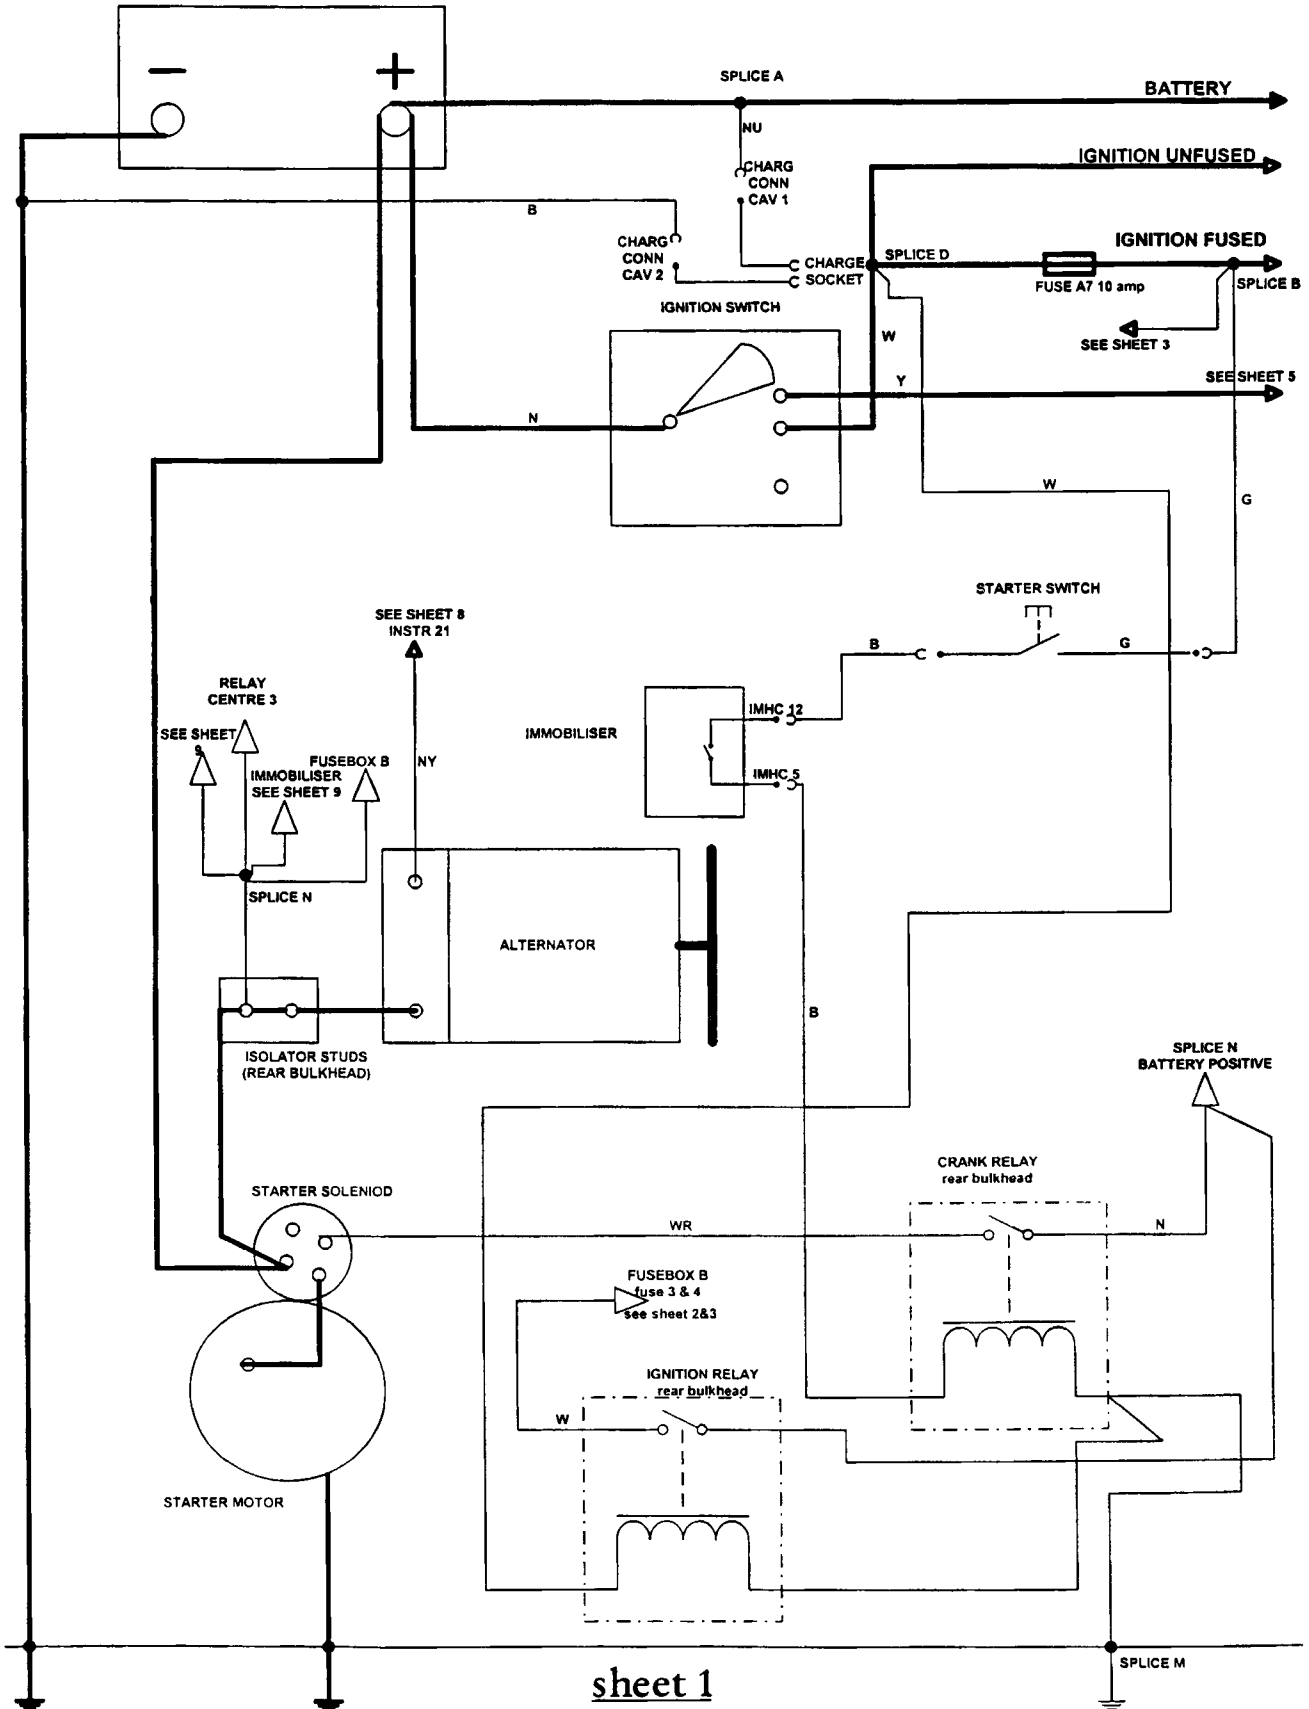 SPLICE A
BATTERY
NU
IGNITION UNFUSED
CHARG
CONN
CAV 1
B
CHARG
CONN
CAV 2
CHARGE
SOCKET
SPLICE D
IGNITION FUSED
FUSE A7 10 amp
SPLICE B
IGNITION SWITCH
W
SEE SHEET 3
Y
SEE SHEET 5
N
W
G
STARTER SWITCH
SEE SHEET 8
INSTR 21
B
G
RELAY
CENTRE 3
IMHC 12
SEE SHEET
9
IMMOBILISER
FUSEBOX B
NY
IMMOBILISER
SEE SHEET 9
IMHC 5
SPLICE N
ALTERNATOR
B
ISOLATOR STUDS
(REAR BULKHEAD)
SPLICE N
BATTERY POSITIVE
CRANK RELAY
rear bulkhead
STARTER SOLENIOD
WR
N
FUSEBOX B
fuse 3 & 4
see sheet 2&3
IGNITION RELAY
rear bulkhead
W
STARTER MOTOR
SPLICE M
sheet 1